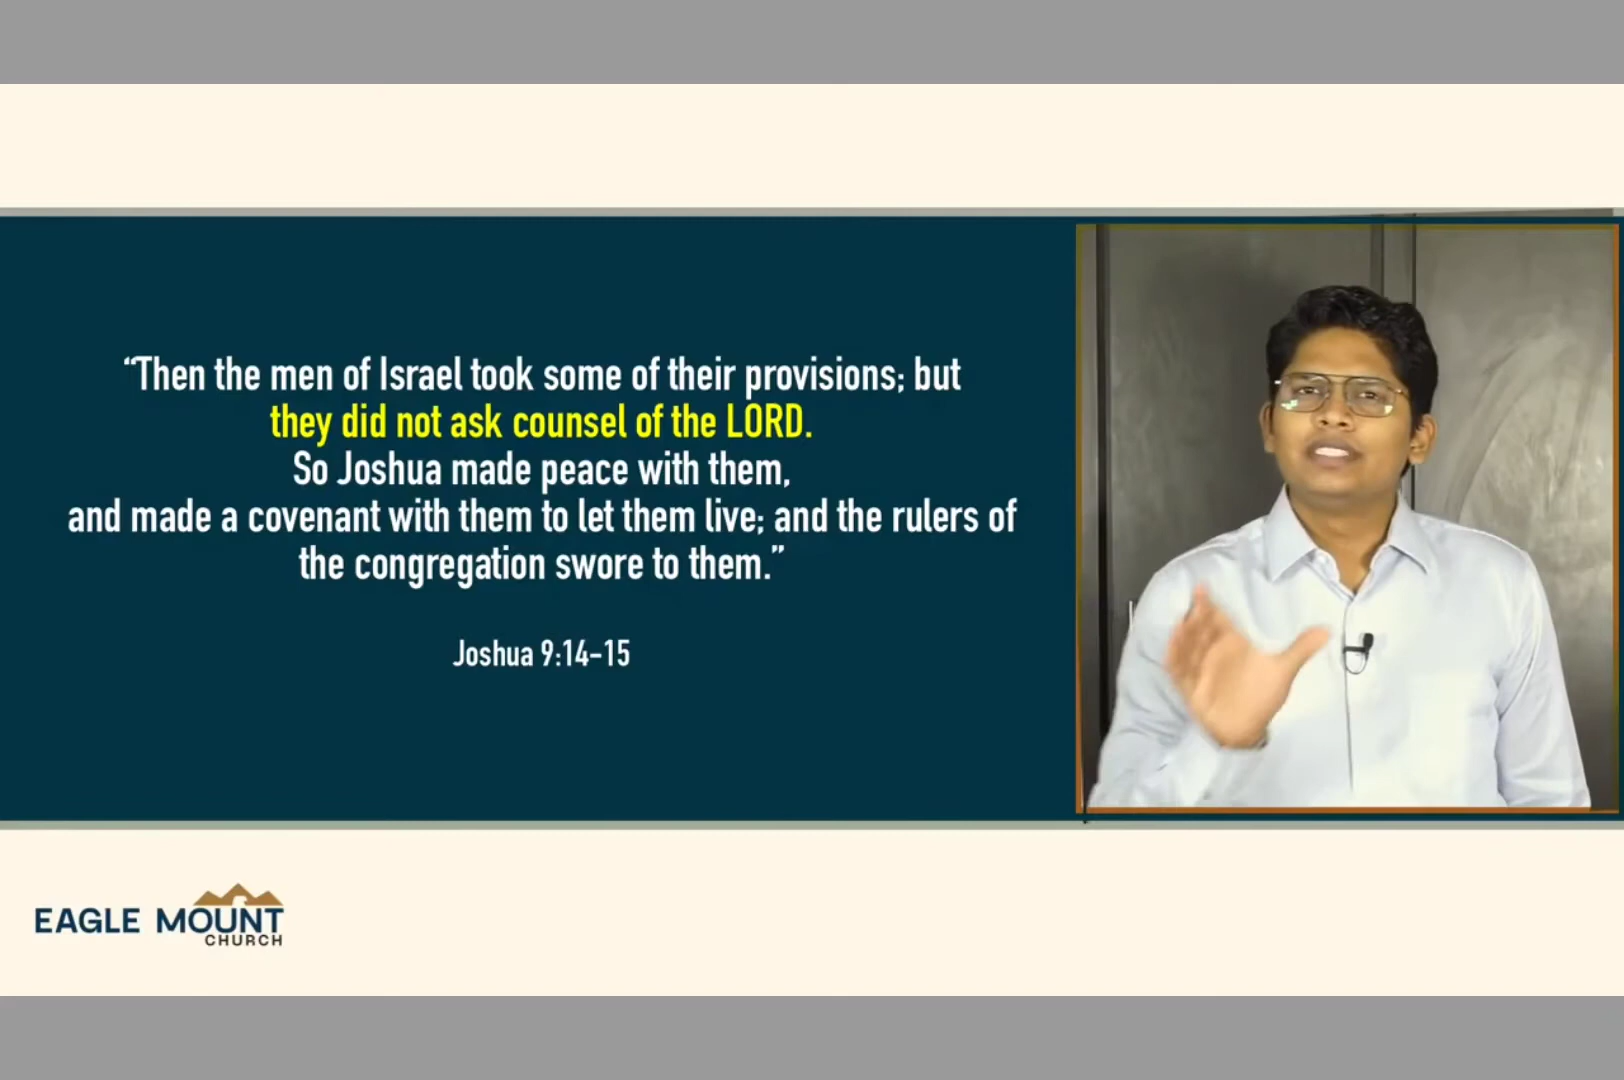 “Then the men of Israel took some of their provisions; but
they did not ask counsel of the LORD.
So Joshua made peace with them,
and made a covenant with them to let them live; and the rulers of
the congregation swore to them.”
Joshua 9:14-15
EAGLE MOUNT
CHURCH